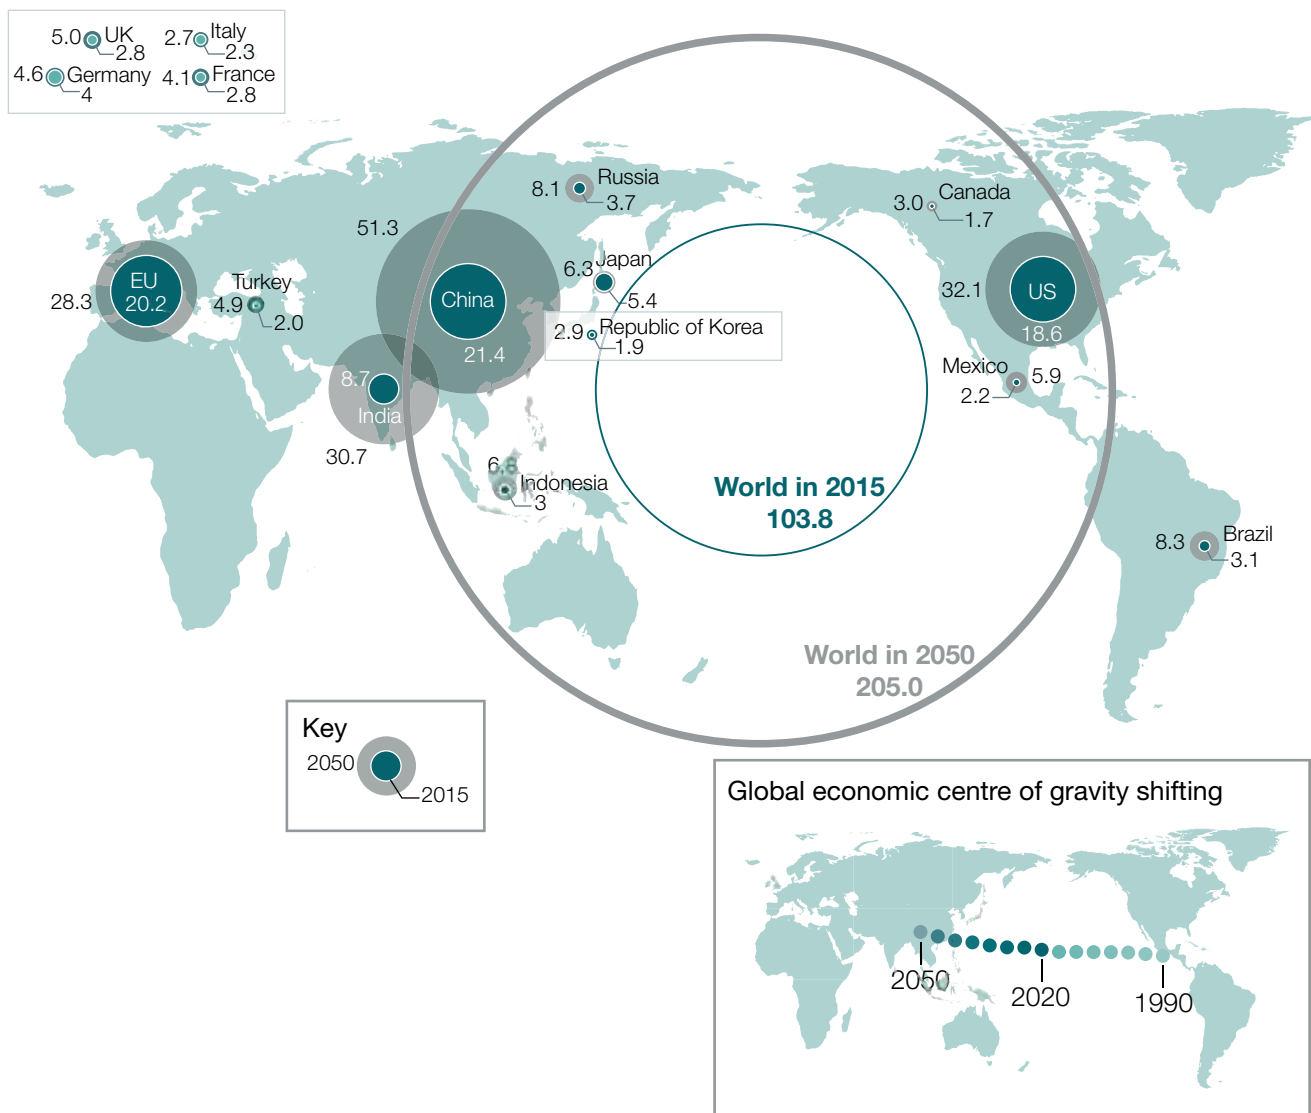 5.0 UK
2.8
2.7 Italy
2.3
4.6 Germany
4
4.1 France
2.8
Russia
8.1
3.7
Canada
3.0
1.7
51.3
EU
20.2
28.3
Turkey
4.9
2.0
China
21.4
6.3 Japan
5.4
2.9 Republic of Korea
1.9
32.1
US
18.6
Mexico
5.9
2.2
8.7
India
30.7
6.8
Indonesia
3
World in 2015
103.8
8.3 Brazil
3.1
World in 2050
205.0
Key
2050
2015
Global economic centre of gravity shifting
2050
2020
1990